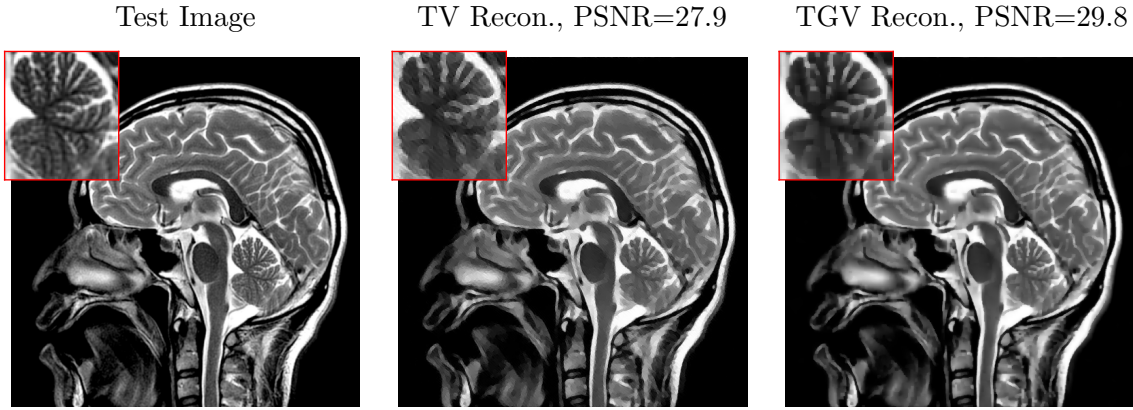 Test Image
TV Recon., PSNR=27.9
TGV Recon., PSNR=29.8